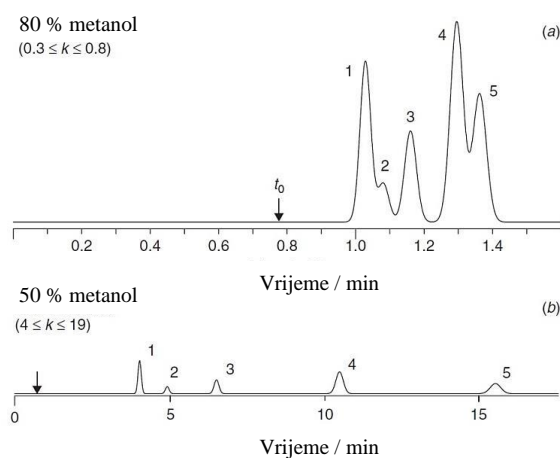 80 % metanol
(0.3 ≤ k ≤ 0.8)
(a)
1
2
3
4
5
t0
0.2 0.4 0.6 0.8 1.0 1.2 1.4
Vrijeme / min
50 % metanol
(4 ≤ k ≤ 19)
(b)
1
2
3
4
5
0 5 10 15
Vrijeme / min